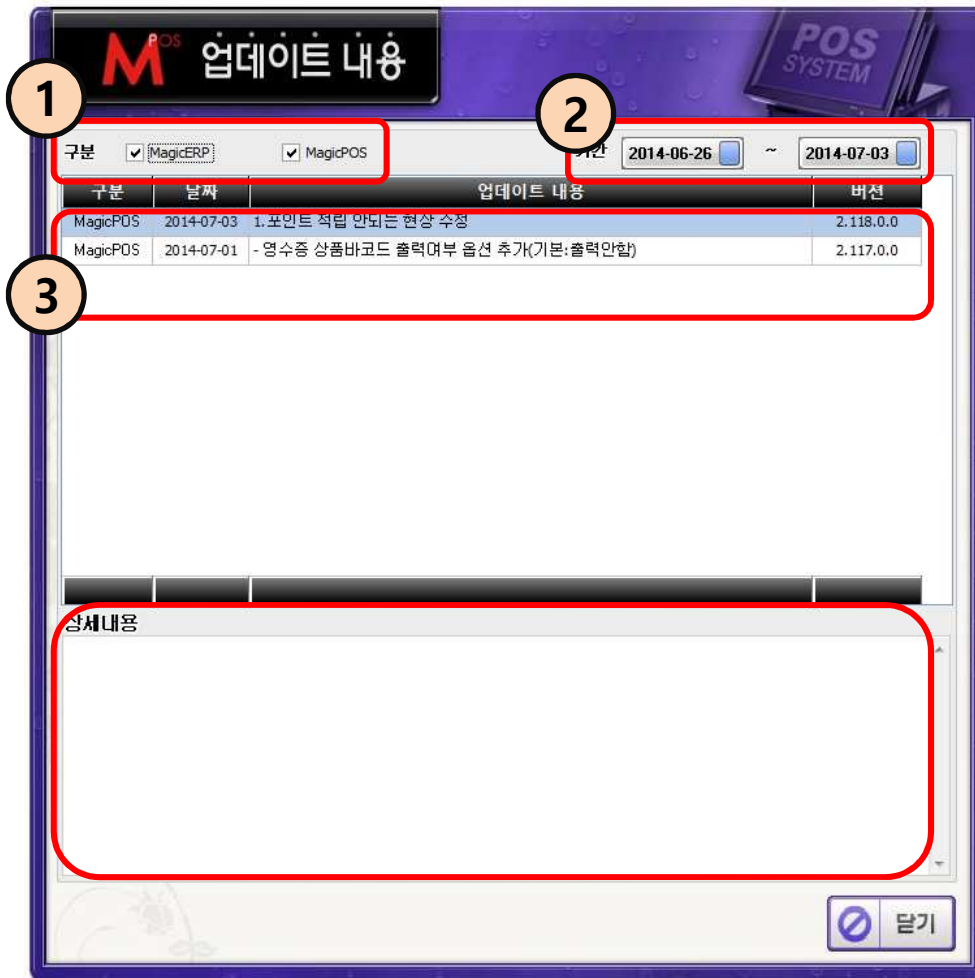 MPOS 업데이트 내용
POS
SYSTEM
1
2
구분 MagicERP MagicPOS 기간 2014-06-26 ~ 2014-07-03
구분 날짜 업데이트 내용 버젼
MagicPOS 2014-07-03 1.포인트 적립 안되는 현상 수정 2.118.0.0
MagicPOS 2014-07-01 - 영수증 상품바코드 출력여부 옵션 추가(기본:출력안함) 2.117.0.0
3
상세내용
닫기